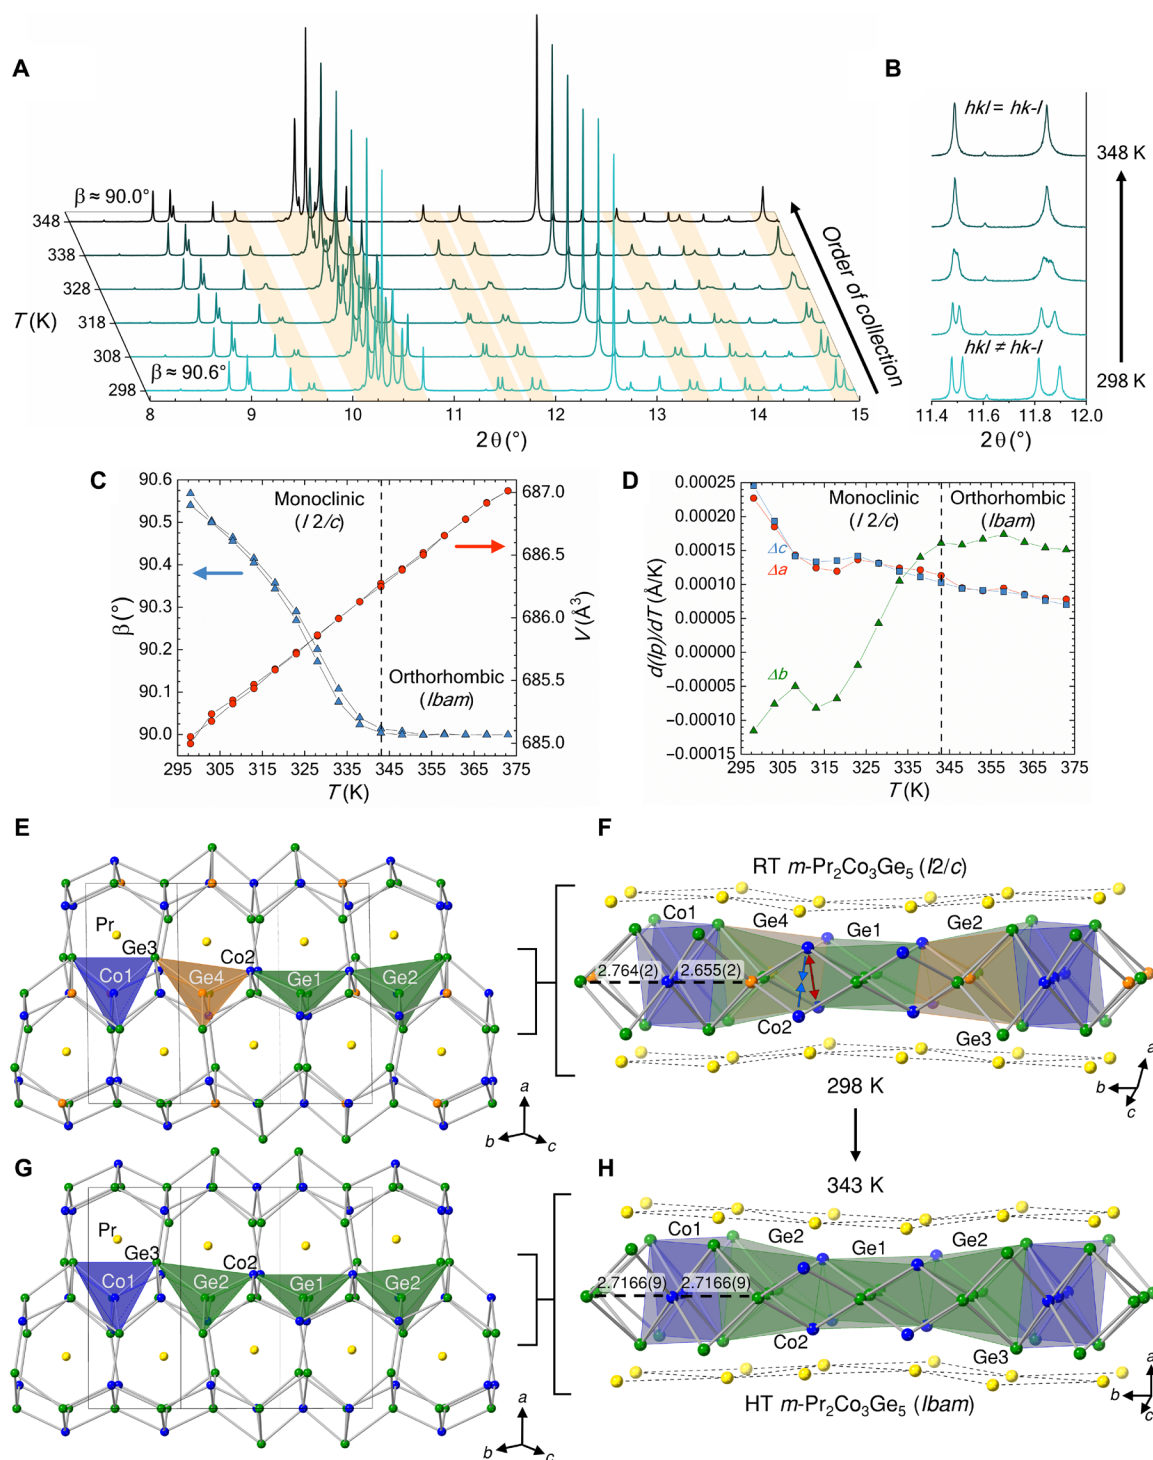 A
B
hkl = hk-l
348 K
β ≈ 90.0°
348
338
328
T (K)
318
308
β ≈ 90.6°
298
Order of collection
hkl ≠ hk-l
298 K
8
9
10
11
12
13
14
15
2θ (°)
11.4
11.6
11.8
12.0
2θ (°)
C
90.6
90.5
90.4
90.3
90.2
90.1
90.0
β (°)
Monoclinic
(I 2/c)
Orthorhombic
(Ibam)
687.0
686.5
686.0
685.5
685.0
V (Å³)
295
305
315
325
335
345
355
365
375
T (K)
D
0.00025
0.00020
0.00015
0.00010
0.00005
0.00000
−0.00005
−0.00010
−0.00015
d(lp)/dT (Å/K)
Monoclinic
(I 2/c)
Orthorhombic
(Ibam)
Δc
Δa
Δb
295
305
315
325
335
345
355
365
375
T (K)
E
Pr
Ge3
Co2
Co1
Ge4
Ge1
Ge2
a
b
c
F
RT m-Pr₂Co₃Ge₅ (I2/c)
Co1
Ge4
Ge1
Ge2
2.764(2)
2.655(2)
Co2
Ge3
a
b
c
298 K
343 K
G
Pr
Ge3
Co2
Co1
Ge2
Ge1
Ge2
a
b
c
H
Co1
Ge2
Ge1
Ge2
2.7166(9)
2.7166(9)
Co2
Ge3
a
b
c
HT m-Pr₂Co₃Ge₅ (Ibam)